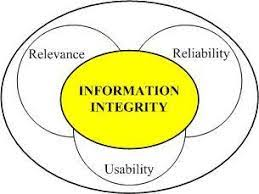 Relevance
Reliability
INFORMATION
INTEGRITY
Usability